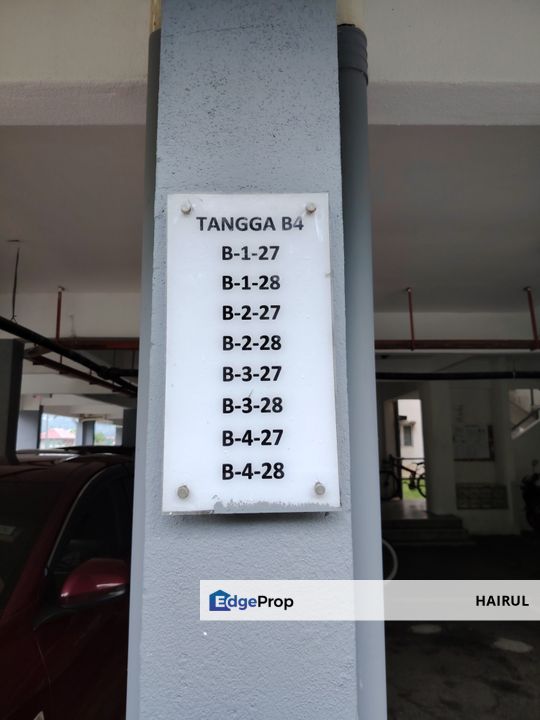 TANGGA B4
B-1-27
B-1-28
B-2-27
B-2-28
B-3-27
B-3-28
B-4-27
B-4-28
EdgeProp
HAIRUL